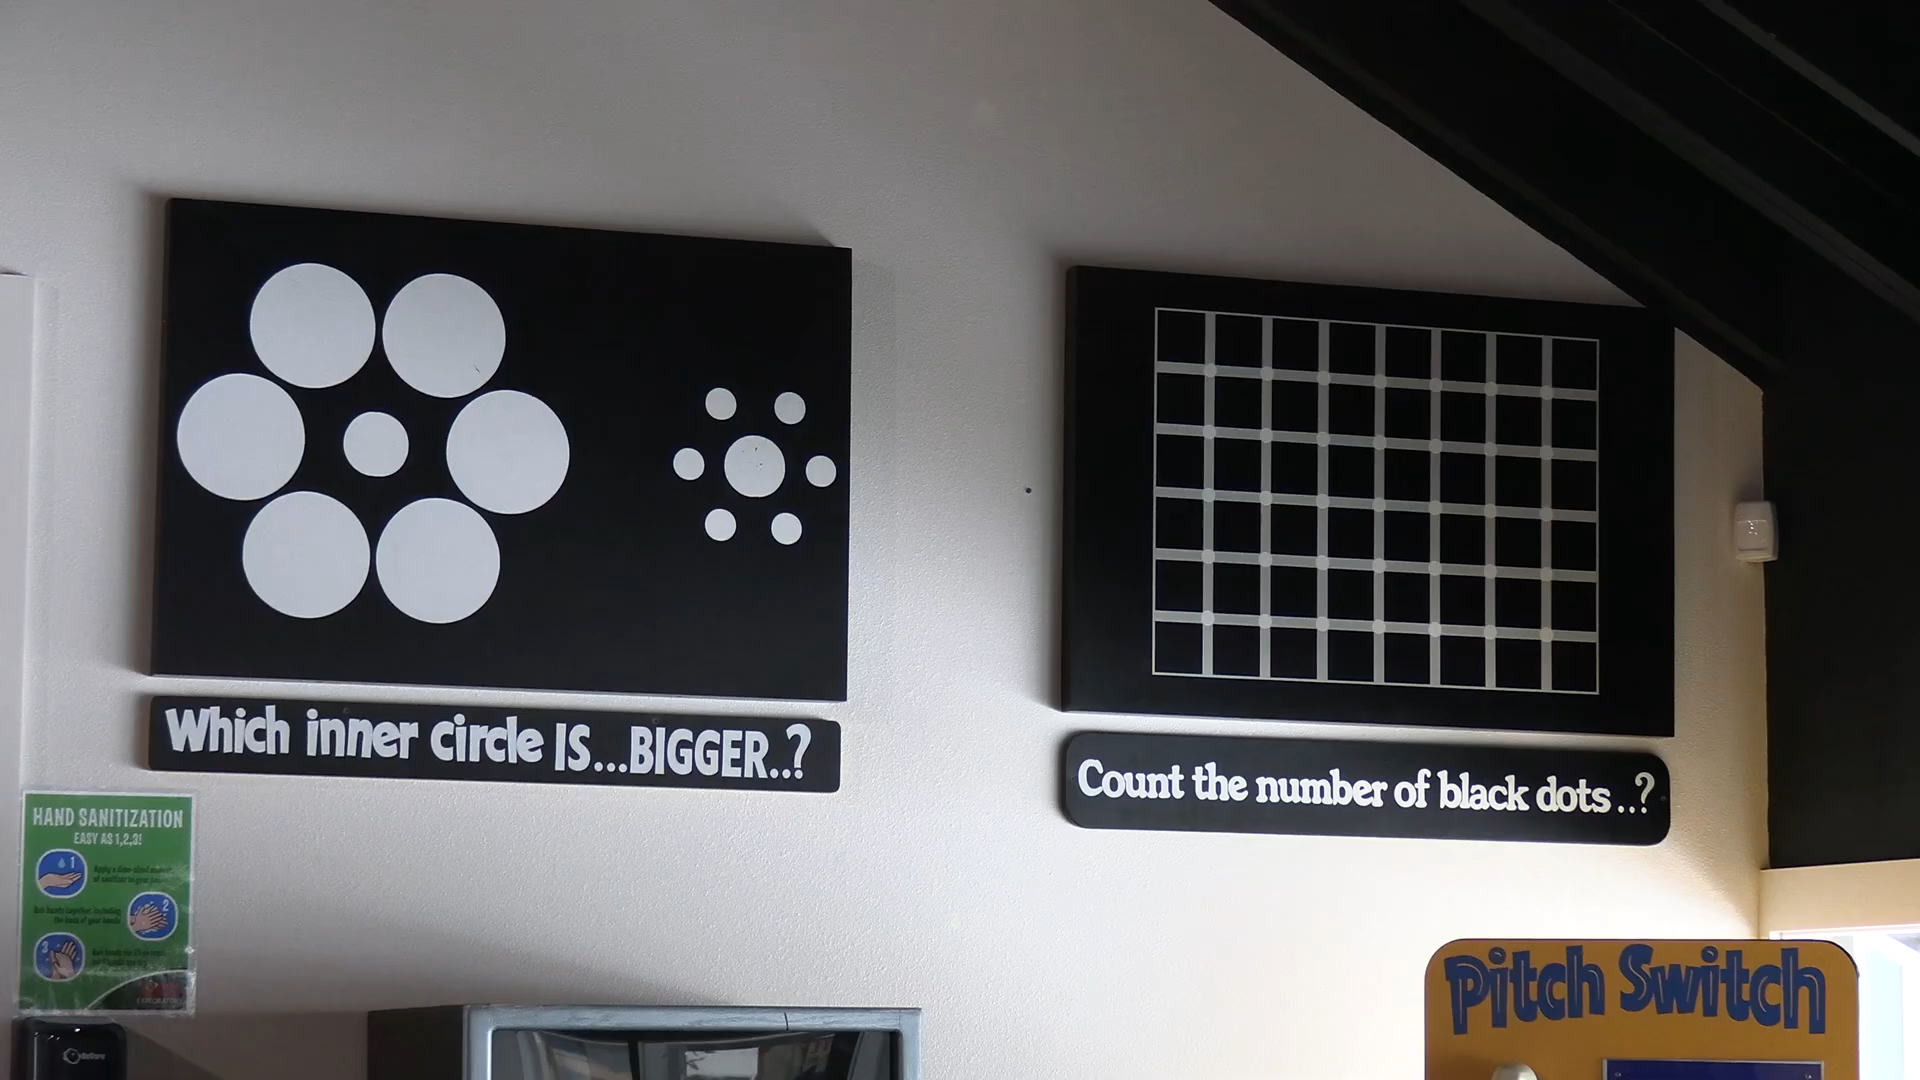 Which inner circle IS...BIGGER..?
Count the number of black dots..?
HAND SANITIZATION
EASY AS 1,2,3!
1
2
3
Pitch Switch